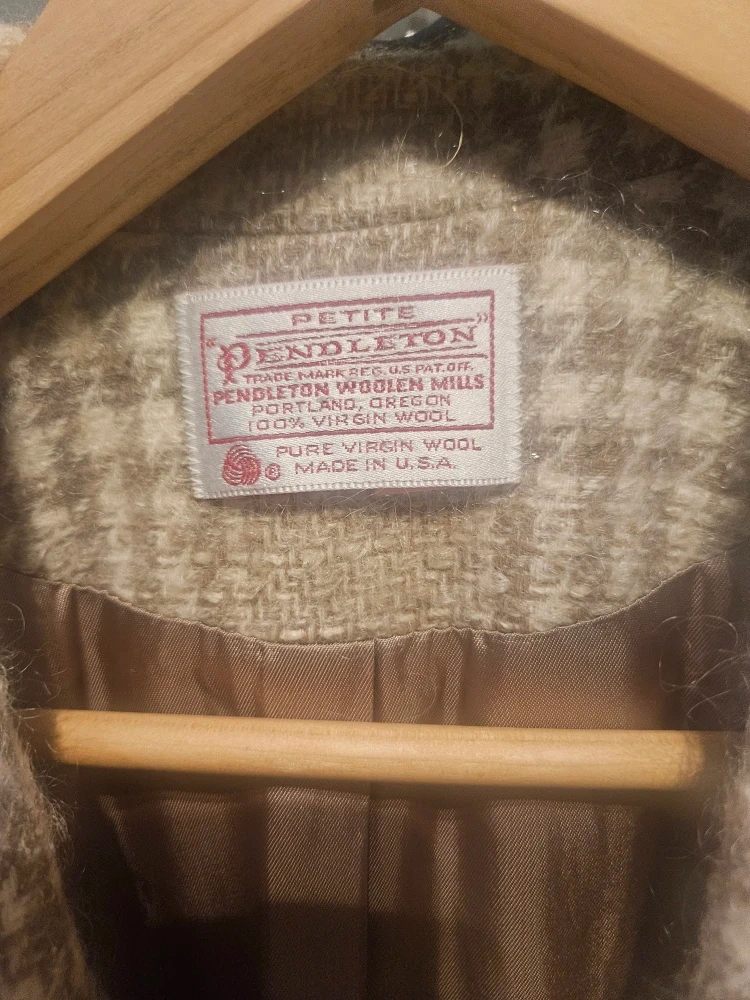 PETITE
"PENDLETON"
TRADE MARK REG. U.S. PAT. OFF.
PENDLETON WOOLEN MILLS
PORTLAND, OREGON
100% VIRGIN WOOL
® PURE VIRGIN WOOL
MADE IN U.S.A.